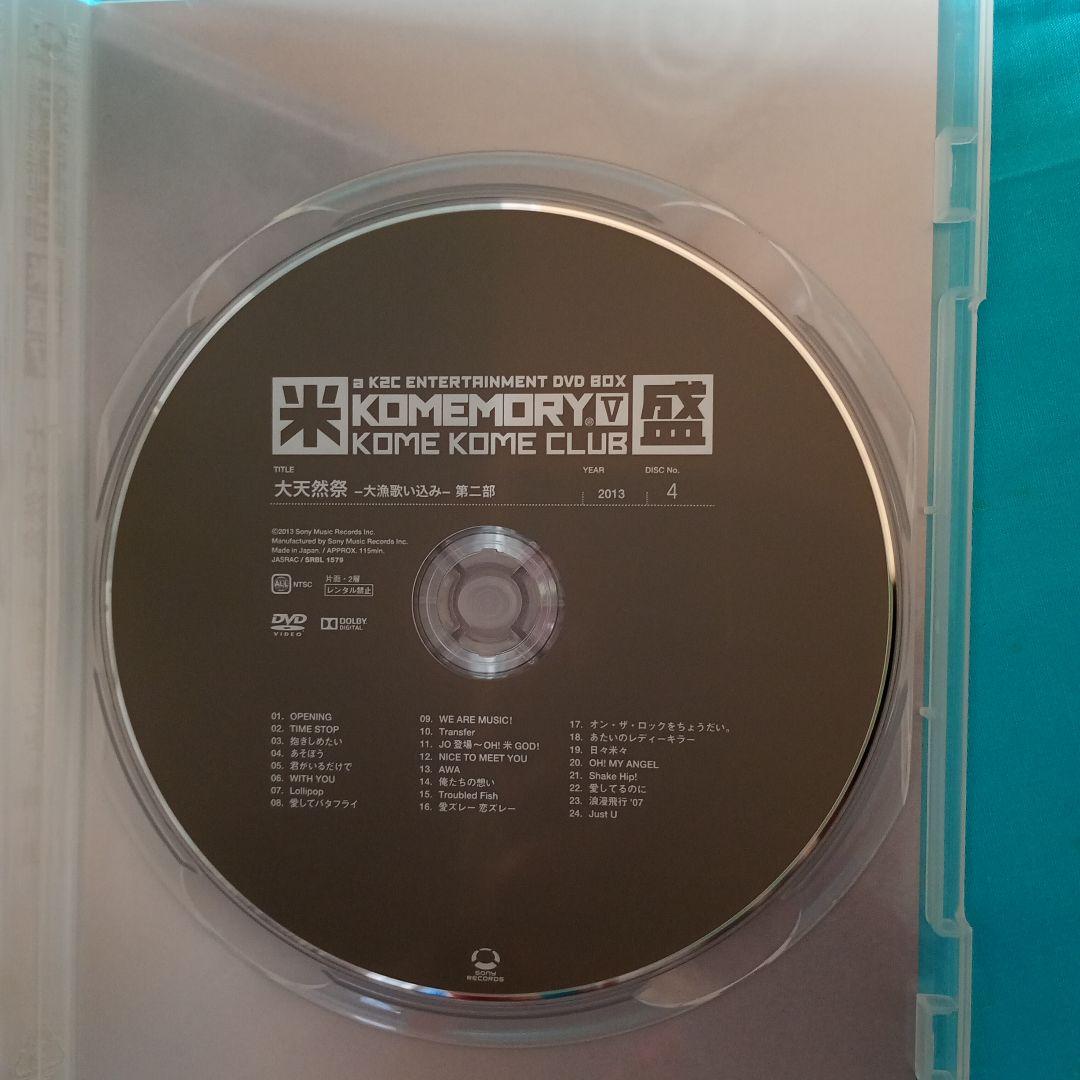 a K2C ENTERTAINMENT DVD BOX
米 KOMEMORY® V 盛
KOME KOME CLUB
TITLE YEAR DISC No.
大天然祭 –大漁歌い込み– 第二部 2013 4
©2013 Sony Music Records Inc.
Manufactured by Sony Music Records Inc.
Made in Japan. / APPROX. 115min.
JASRAC / SRBL 1579
ALL NTSC 片面・2層
レンタル禁止
DVD VIDEO DOLBY DIGITAL
01. OPENING
02. TIME STOP
03. 抱きしめたい
04. あそぼう
05. 君がいるだけで
06. WITH YOU
07. Lollipop
08. 愛してバタフライ
09. WE ARE MUSIC!
10. Transfer
11. JO 登場〜OH! 米 GOD!
12. NICE TO MEET YOU
13. AWA
14. 俺たちの想い
15. Troubled Fish
16. 愛ズレー 恋ズレー
17. オン・ザ・ロックをちょうだい。
18. あたいのレディーキラー
19. 日々米々
20. OH! MY ANGEL
21. Shake Hip!
22. 愛してるのに
23. 浪漫飛行 '07
24. Just U
SONY
RECORDS